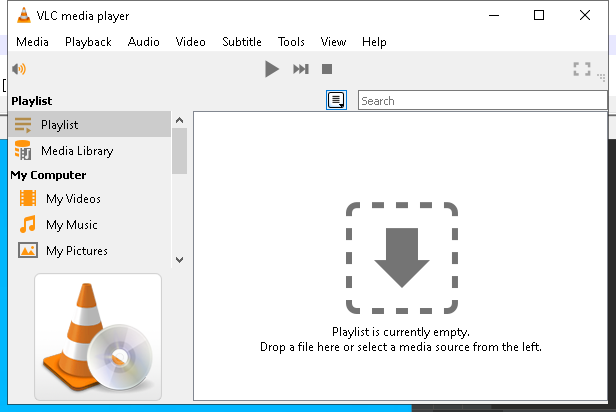 VLC media player
Media Playback Audio Video Subtitle Tools View Help
Playlist
Search
Playlist
Media Library
My Computer
My Videos
My Music
My Pictures
Playlist is currently empty.
Drop a file here or select a media source from the left.